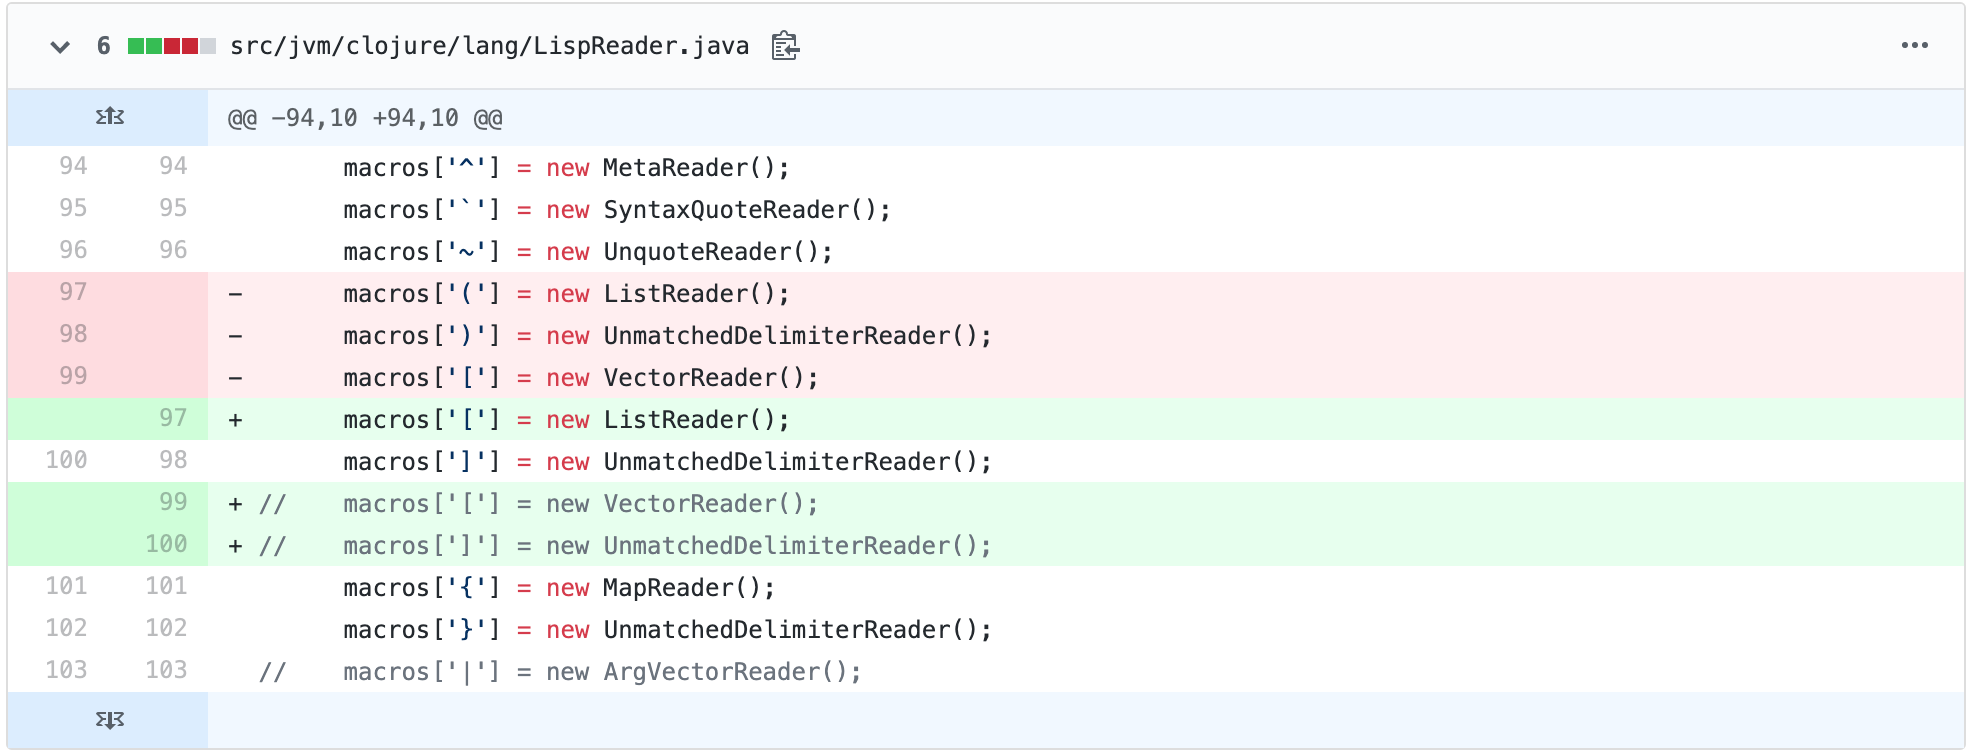 6 src/jvm/clojure/lang/LispReader.java
@@ -94,10 +94,10 @@
94 94 macros['^'] = new MetaReader();
95 95 macros['`'] = new SyntaxQuoteReader();
96 96 macros['~'] = new UnquoteReader();
97 - macros['('] = new ListReader();
98 - macros[')'] = new UnmatchedDelimiterReader();
99 - macros['['] = new VectorReader();
97 + macros['['] = new ListReader();
100 98 macros[']'] = new UnmatchedDelimiterReader();
99 + // macros['['] = new VectorReader();
100 + // macros[']'] = new UnmatchedDelimiterReader();
101 101 macros['{'] = new MapReader();
102 102 macros['}'] = new UnmatchedDelimiterReader();
103 103 // macros['|'] = new ArgVectorReader();